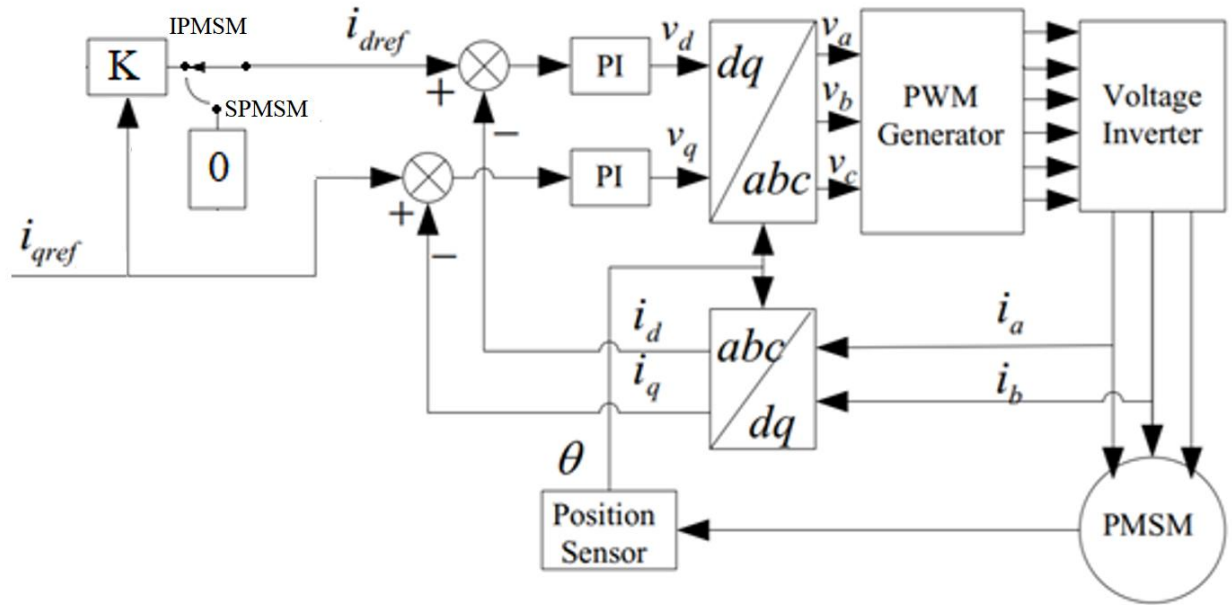 IPMSM
K
SPMSM
0
i_qref
i_dref
+
−
+
−
PI
PI
v_d
v_q
dq
abc
v_a
v_b
v_c
PWM
Generator
Voltage
Inverter
i_d
i_q
abc
dq
i_a
i_b
θ
Position
Sensor
PMSM